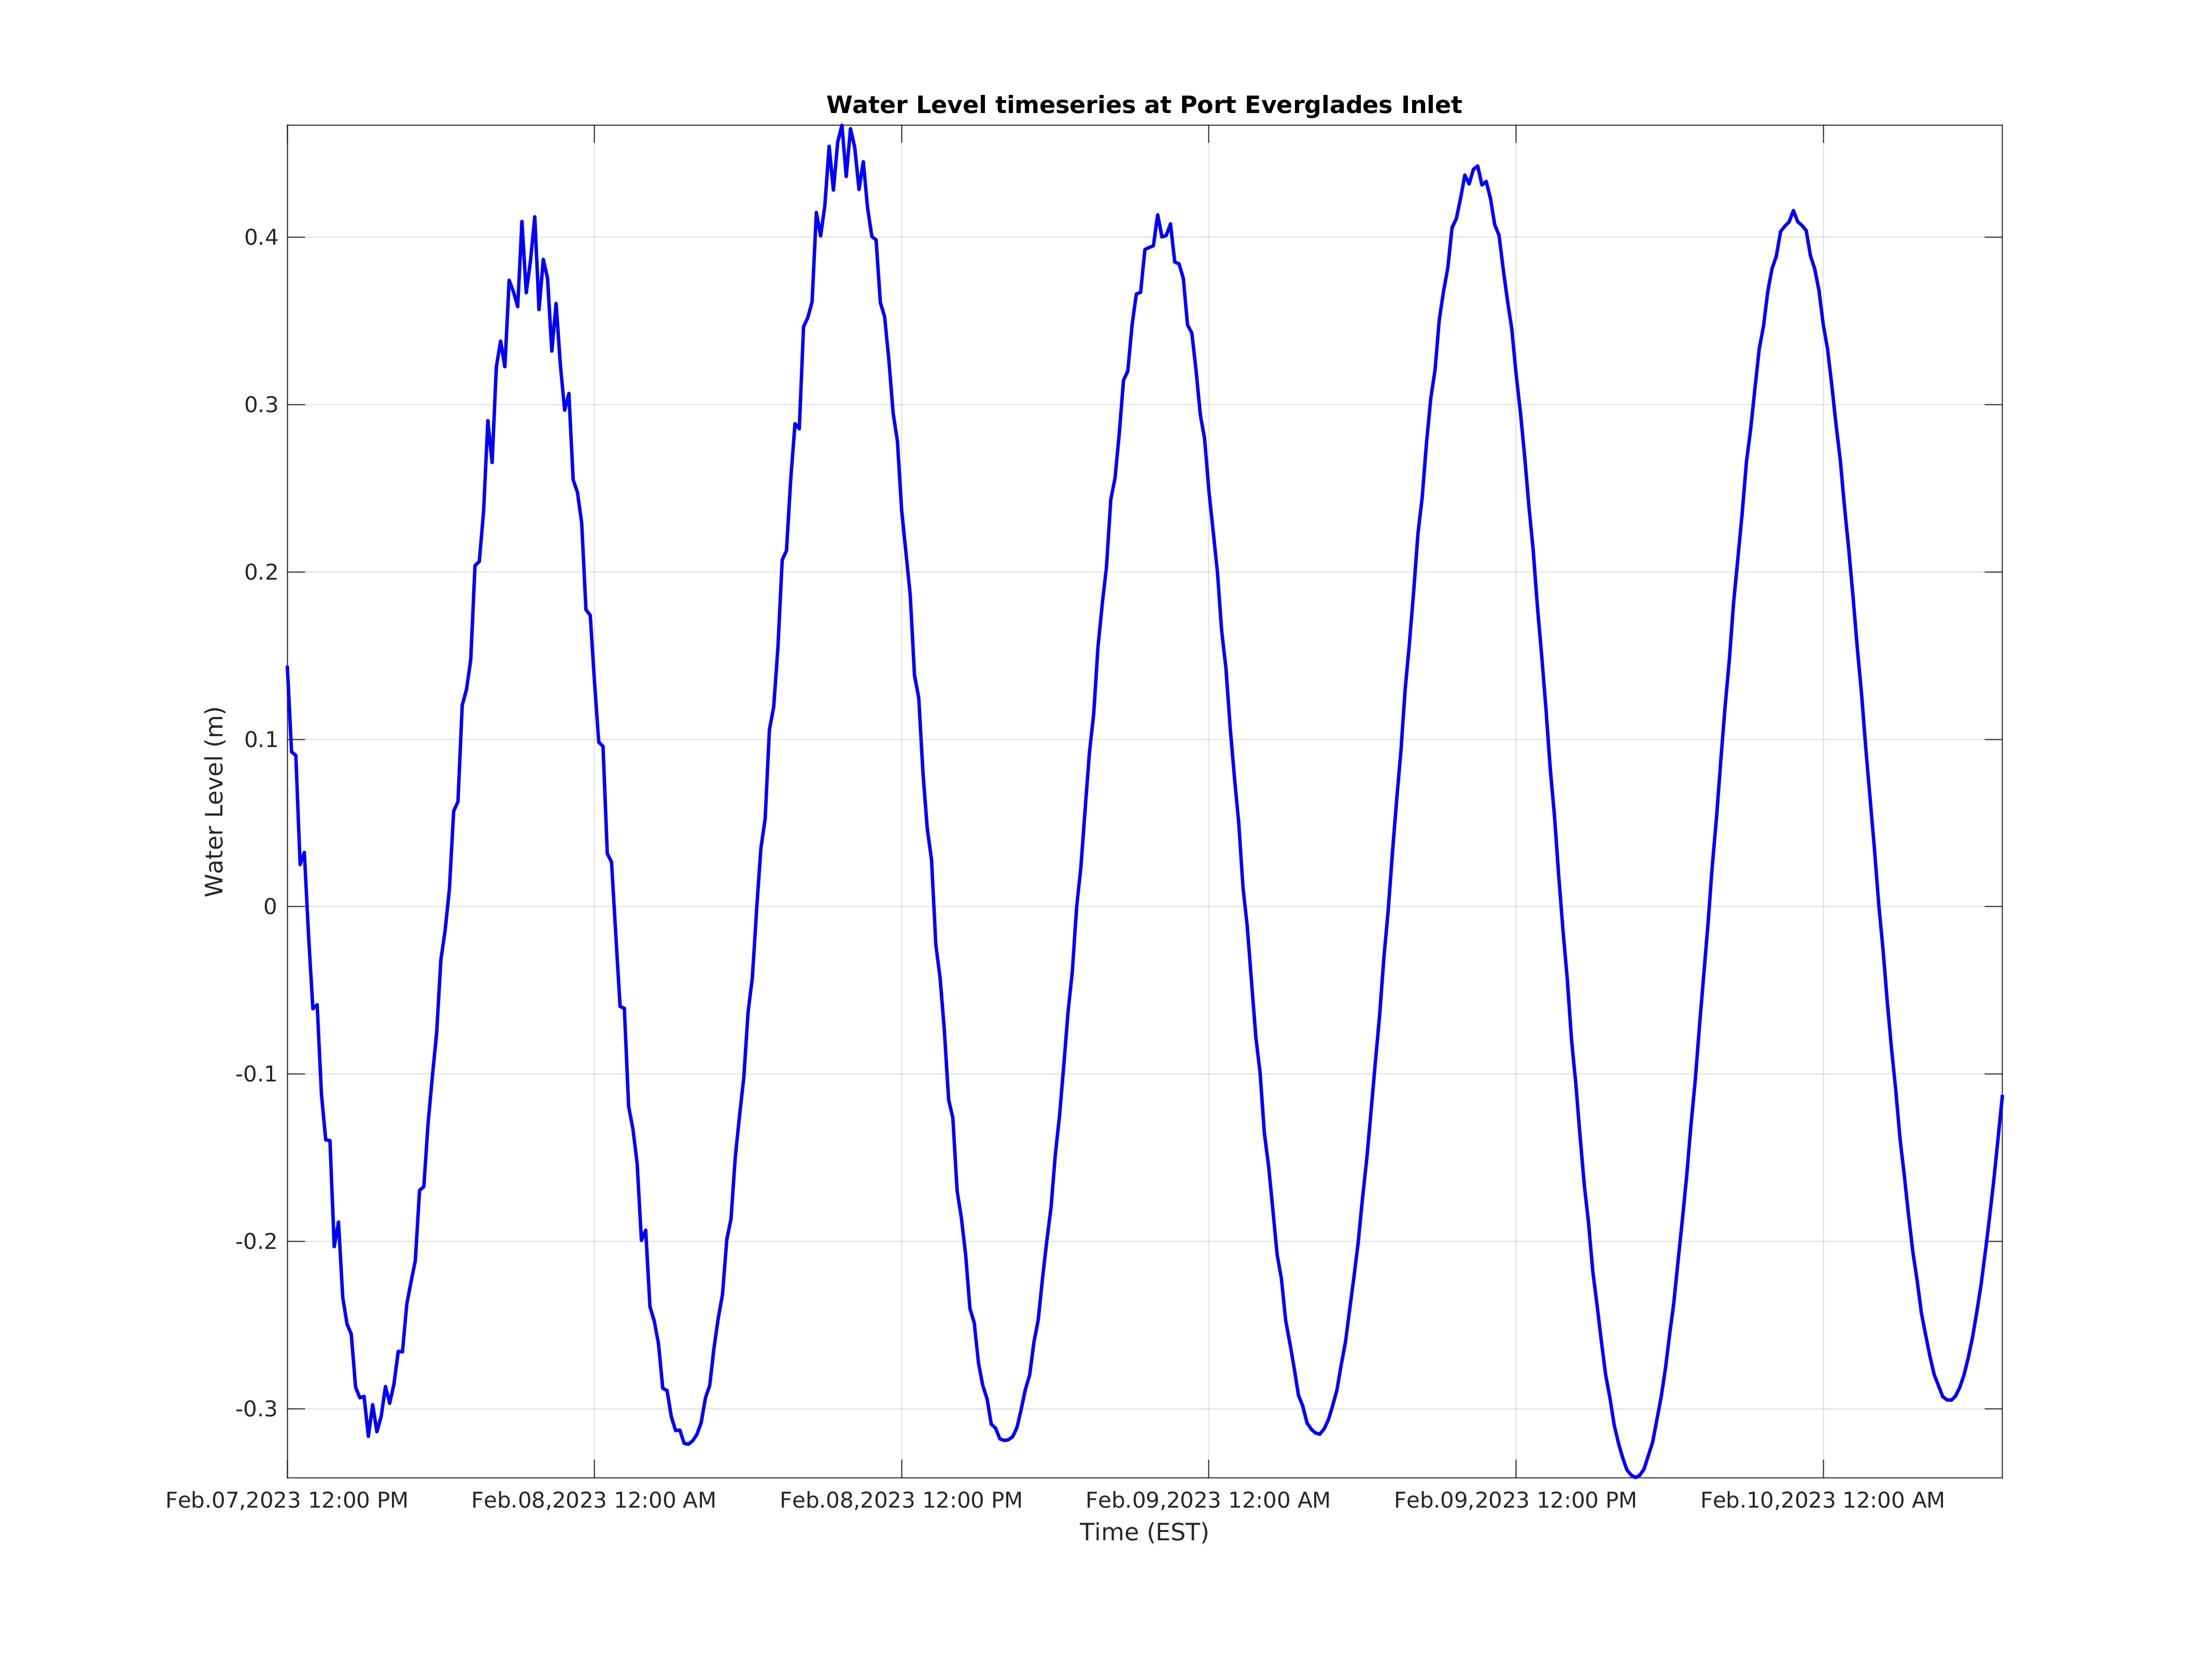 Water Level timeseries at Port Everglades Inlet
0.4
0.3
0.2
0.1
0
-0.1
-0.2
-0.3
Water Level (m)
Feb.07,2023 12:00 PM Feb.08,2023 12:00 AM Feb.08,2023 12:00 PM Feb.09,2023 12:00 AM Feb.09,2023 12:00 PM Feb.10,2023 12:00 AM
Time (EST)